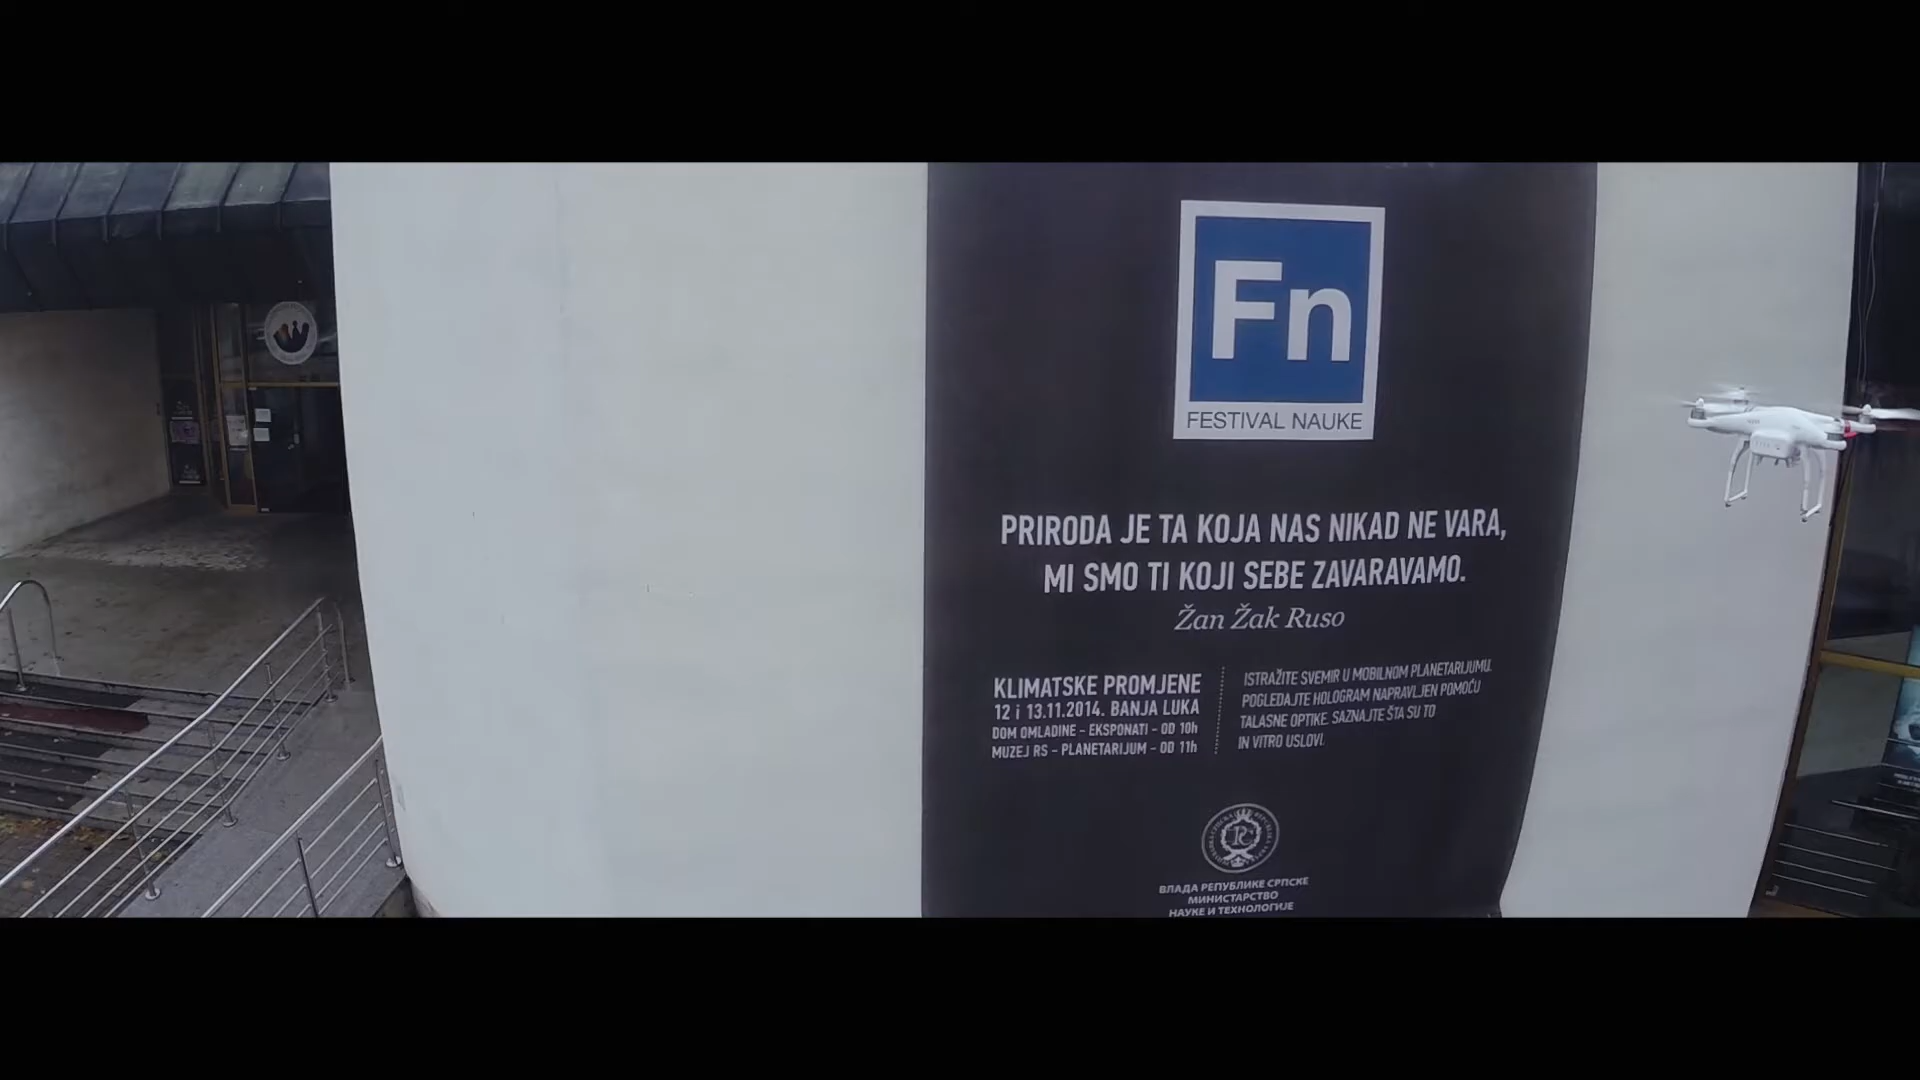 Fn
FESTIVAL NAUKE
PRIRODA JE TA KOJA NAS NIKAD NE VARA,
MI SMO TI KOJI SEBE ZAVARAVAMO.
Žan Žak Ruso
KLIMATSKE PROMJENE
12 i 13.11.2014. BANJA LUKA
DOM OMLADINE - EKSPONATI - OD 10h
MUZEJ RS - PLANETARIJUM - OD 11h
ISTRAŽITE SVEMIR U MOBILNOM PLANETARIJUMU.
POGLEDAJTE HOLOGRAM NAPRAVLJEN POMOĆU
TALASNE OPTIKE. SAZNAJTE ŠTA SU TO
IN VITRO USLOVI.
ВЛАДА РЕПУБЛИКЕ СРПСКЕ
МИНИСТАРСТВО
НАУКЕ И ТЕХНОЛОГИЈЕ